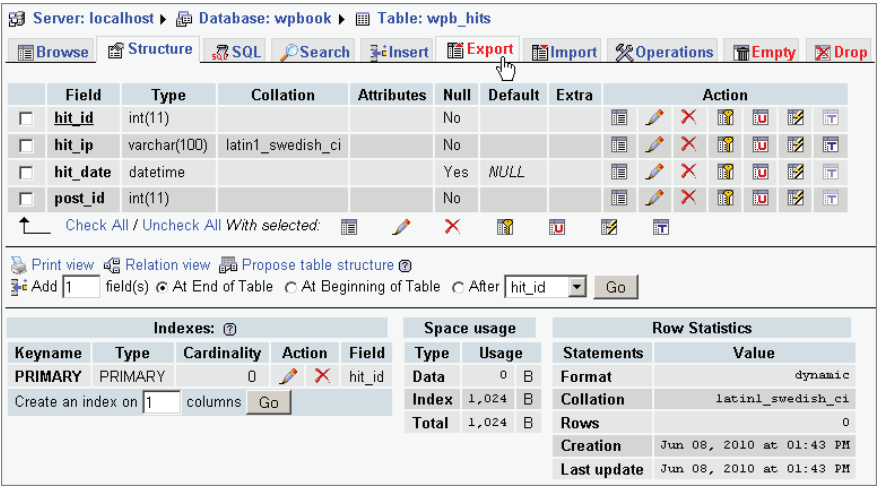 Server: localhost Database: wpbook Table: wpb_hits
Browse Structure SQL Search Insert Export Import Operations Empty Drop
Field Type Collation Attributes Null Default Extra Action
hit_id int(11) No
hit_ip varchar(100) latin1_swedish_ci No
hit_date datetime Yes NULL
post_id int(11) No
Check All / Uncheck All With selected:
Print view Relation view Propose table structure
Add 1 field(s) At End of Table At Beginning of Table After hit_id Go
Indexes: Space usage Row Statistics
Keyname Type Cardinality Action Field Type Usage Statements Value
PRIMARY PRIMARY 0 hit_id Data 0 B Format dynamic
Create an index on 1 columns Go Index 1,024 B Collation latin1_swedish_ci
Total 1,024 B Rows 0
Creation Jun 08, 2010 at 01:43 PM
Last update Jun 08, 2010 at 01:43 PM